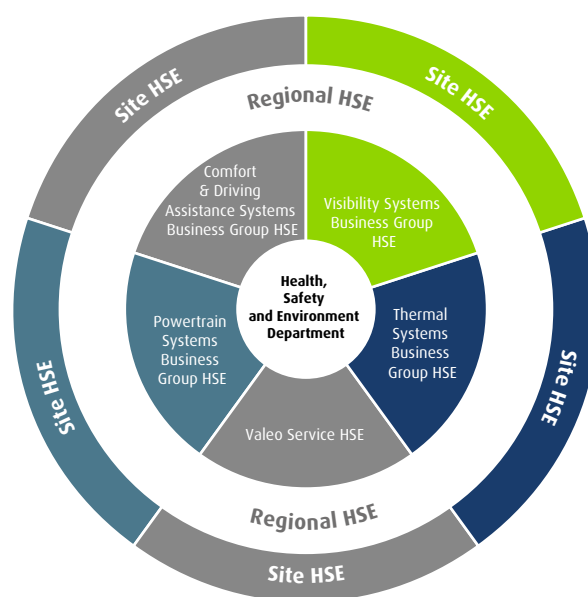 Site HSE
Site HSE
Regional HSE
Comfort
& Driving
Assistance Systems
Business Group HSE
Visibility Systems
Business Group
HSE
Health,
Safety
and Environment
Department
Powertrain
Systems
Business
Group HSE
Thermal
Systems
Business
Group HSE
Site HSE
Site HSE
Valeo Service HSE
Regional HSE
Site HSE